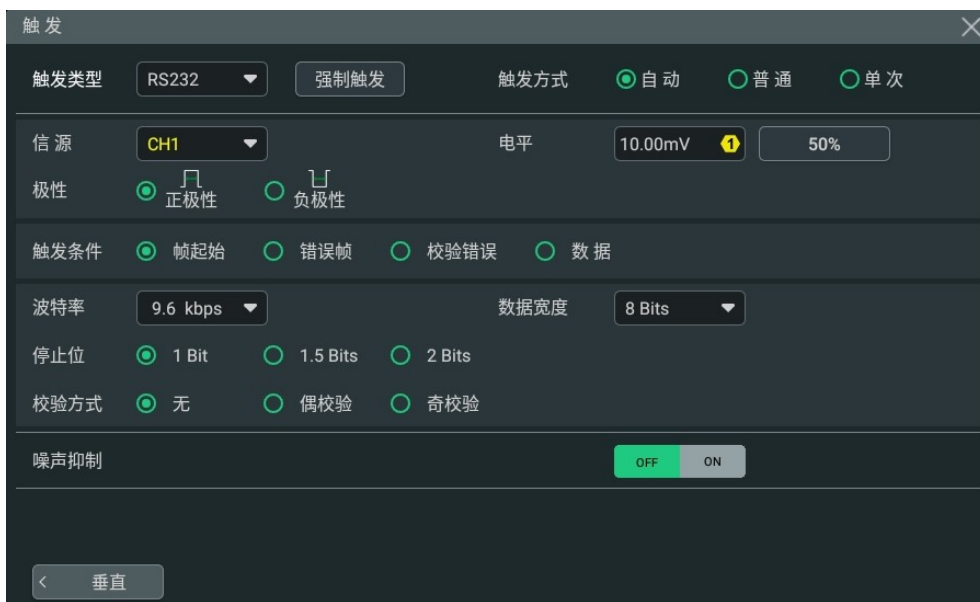 触 发
触发类型 RS232 强制触发 触发方式 自 动 普 通 单 次
信 源 CH1 电平 10.00mV 1 50%
极性 正极性 负极性
触发条件 帧起始 错误帧 校验错误 数 据
波特率 9.6 kbps 数据宽度 8 Bits
停止位 1 Bit 1.5 Bits 2 Bits
校验方式 无 偶校验 奇校验
噪声抑制 OFF ON
垂直